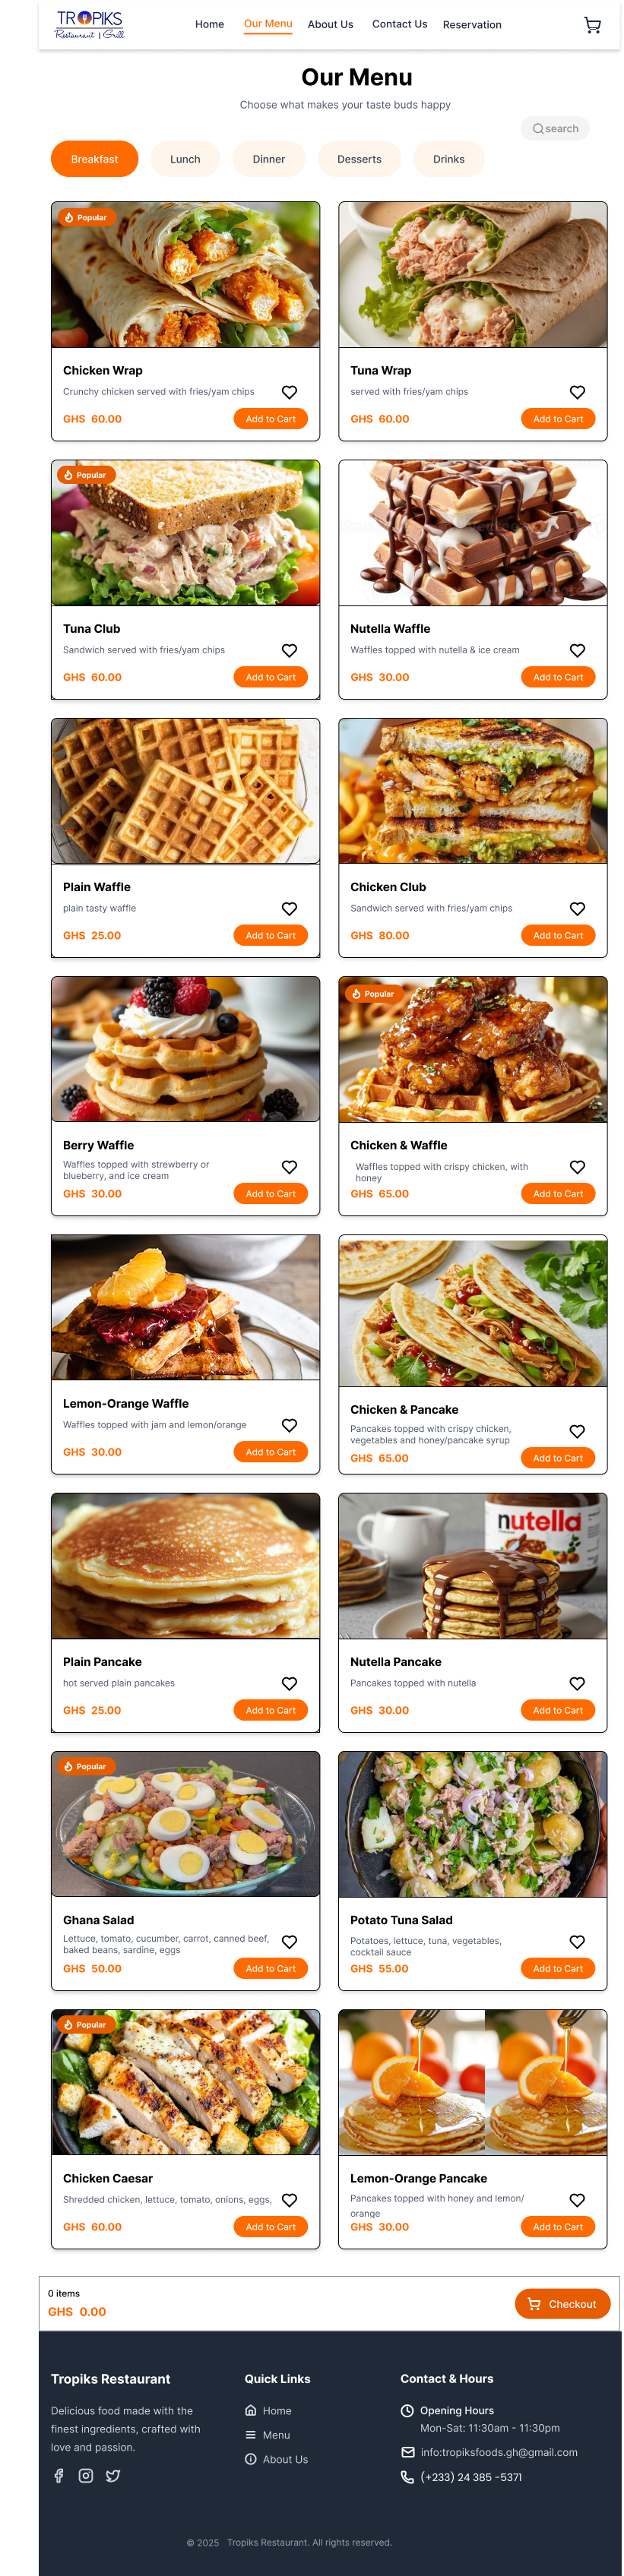 TROPIKS
Restaurant | Grill
Home
Our Menu
About Us
Contact Us
Reservation
Our Menu
Choose what makes your taste buds happy
search
Breakfast
Lunch
Dinner
Desserts
Drinks
Popular
Chicken Wrap
Crunchy chicken served with fries/yam chips
GHS 60.00
Add to Cart
Tuna Wrap
served with fries/yam chips
GHS 60.00
Add to Cart
Popular
Tuna Club
Sandwich served with fries/yam chips
GHS 60.00
Add to Cart
Nutella Waffle
Waffles topped with nutella & ice cream
GHS 30.00
Add to Cart
Plain Waffle
plain tasty waffle
GHS 25.00
Add to Cart
Chicken Club
Sandwich served with fries/yam chips
GHS 80.00
Add to Cart
Berry Waffle
Waffles topped with strewberry or
blueberry, and ice cream
GHS 30.00
Add to Cart
Popular
Chicken & Waffle
Waffles topped with crispy chicken, with
honey
GHS 65.00
Add to Cart
Lemon-Orange Waffle
Waffles topped with jam and lemon/orange
GHS 30.00
Add to Cart
Chicken & Pancake
Pancakes topped with crispy chicken,
vegetables and honey/pancake syrup
GHS 65.00
Add to Cart
Plain Pancake
hot served plain pancakes
GHS 25.00
Add to Cart
nutella
Nutella Pancake
Pancakes topped with nutella
GHS 30.00
Add to Cart
Popular
Ghana Salad
Lettuce, tomato, cucumber, carrot, canned beef,
baked beans, sardine, eggs
GHS 50.00
Add to Cart
Potato Tuna Salad
Potatoes, lettuce, tuna, vegetables,
cocktail sauce
GHS 55.00
Add to Cart
Popular
Chicken Caesar
Shredded chicken, lettuce, tomato, onions, eggs,
GHS 60.00
Add to Cart
Lemon-Orange Pancake
Pancakes topped with honey and lemon/
orange
GHS 30.00
Add to Cart
0 items
GHS 0.00
Checkout
Tropiks Restaurant
Delicious food made with the
finest ingredients, crafted with
love and passion.
Quick Links
Home
Menu
About Us
Contact & Hours
Opening Hours
Mon-Sat: 11:30am - 11:30pm
info:tropiksfoods.gh@gmail.com
(+233) 24 385 -5371
© 2025 Tropiks Restaurant. All rights reserved.